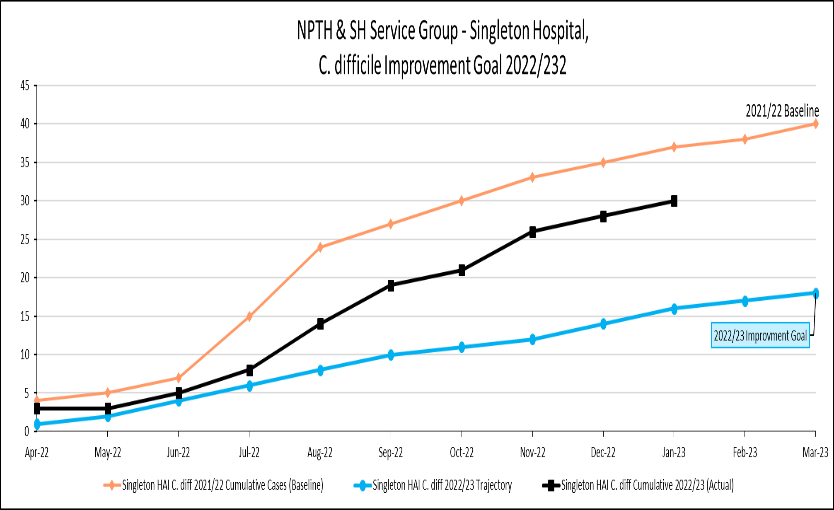 NPTH & SH Service Group - Singleton Hospital,
C. difficile Improvement Goal 2022/232
45
40
35
30
25
20
15
10
5
0
2021/22 Baseline
2022/23 Improvment Goal
Apr-22 May-22 Jun-22 Jul-22 Aug-22 Sep-22 Oct-22 Nov-22 Dec-22 Jan-23 Feb-23 Mar-23
Singleton HAI C. diff 2021/22 Cumulative Cases (Baseline) Singleton HAI C. diff 2022/23 Trajectory Singleton HAI C. diff Cumulative 2022/23 (Actual)